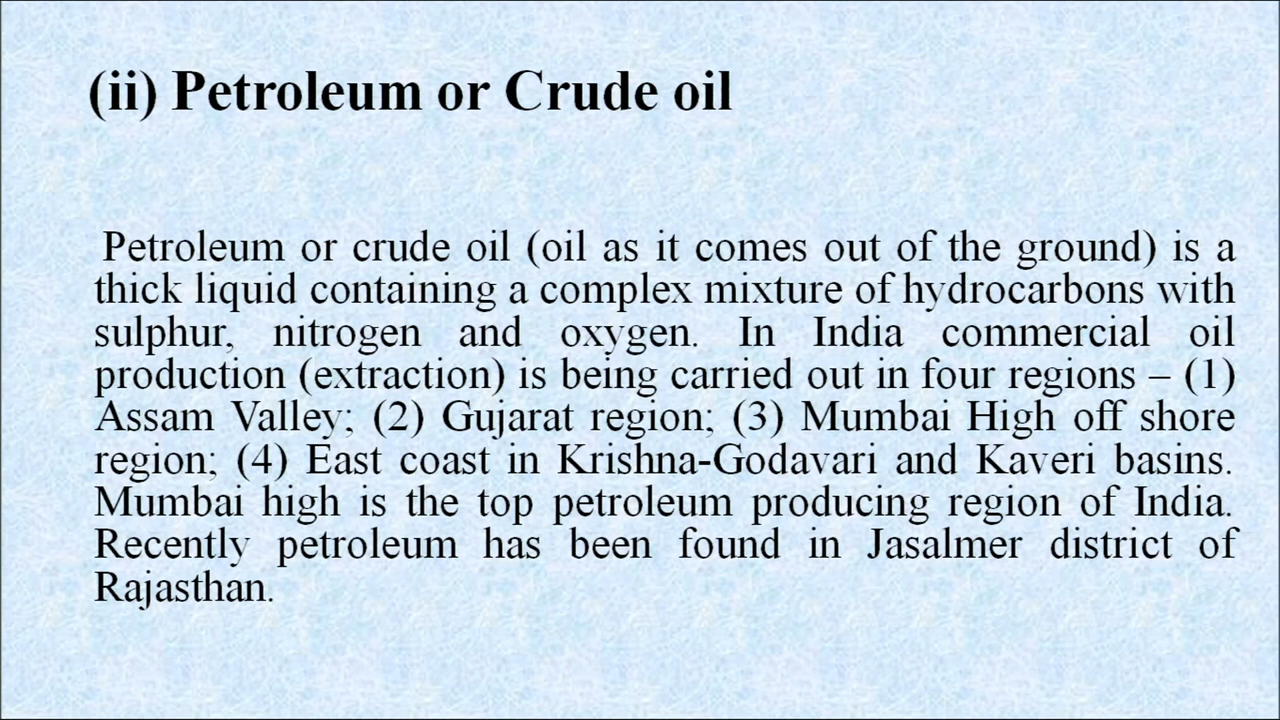 (ii) Petroleum or Crude oil
Petroleum or crude oil (oil as it comes out of the ground) is a
thick liquid containing a complex mixture of hydrocarbons with
sulphur, nitrogen and oxygen. In India commercial oil
production (extraction) is being carried out in four regions – (1)
Assam Valley; (2) Gujarat region; (3) Mumbai High off shore
region; (4) East coast in Krishna-Godavari and Kaveri basins.
Mumbai high is the top petroleum producing region of India.
Recently petroleum has been found in Jasalmer district of
Rajasthan.